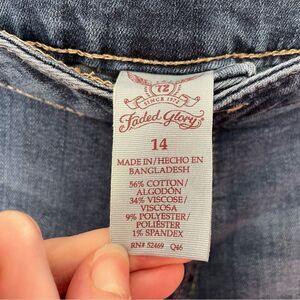 72
SINCE 1972
Faded Glory
14
MADE IN/HECHO EN
BANGLADESH
56% COTTON/
ALGODÓN
34% VISCOSE/
VISCOSA
9% POLYESTER/
POLIÉSTER
1% SPANDEX
RN# 52469 Q46